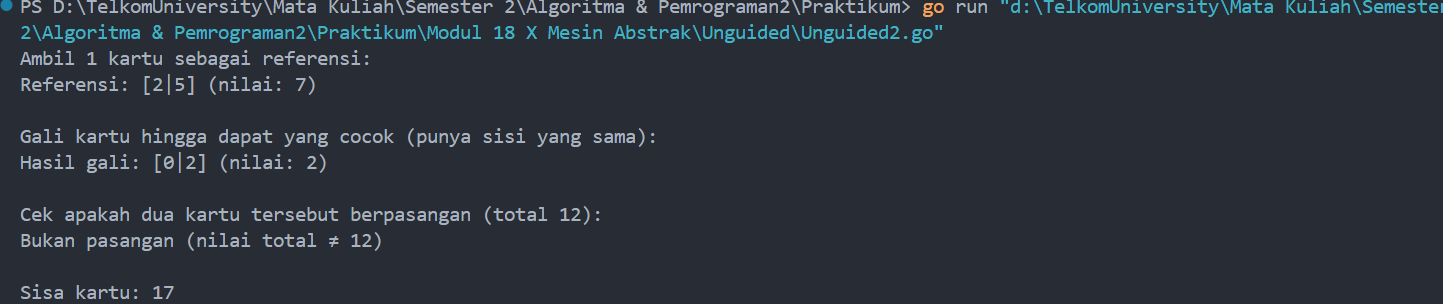 PS D:\TelkomUniversity\Mata Kuliah\Semester 2\Algoritma & Pemrograman2\Praktikum> go run "d:\TelkomUniversity\Mata Kuliah\Semester
2\Algoritma & Pemrograman2\Praktikum\Modul 18 X Mesin Abstrak\Unguided\Unguided2.go"
Ambil 1 kartu sebagai referensi:
Referensi: [2|5] (nilai: 7)
Gali kartu hingga dapat yang cocok (punya sisi yang sama):
Hasil gali: [0|2] (nilai: 2)
Cek apakah dua kartu tersebut berpasangan (total 12):
Bukan pasangan (nilai total ≠ 12)
Sisa kartu: 17